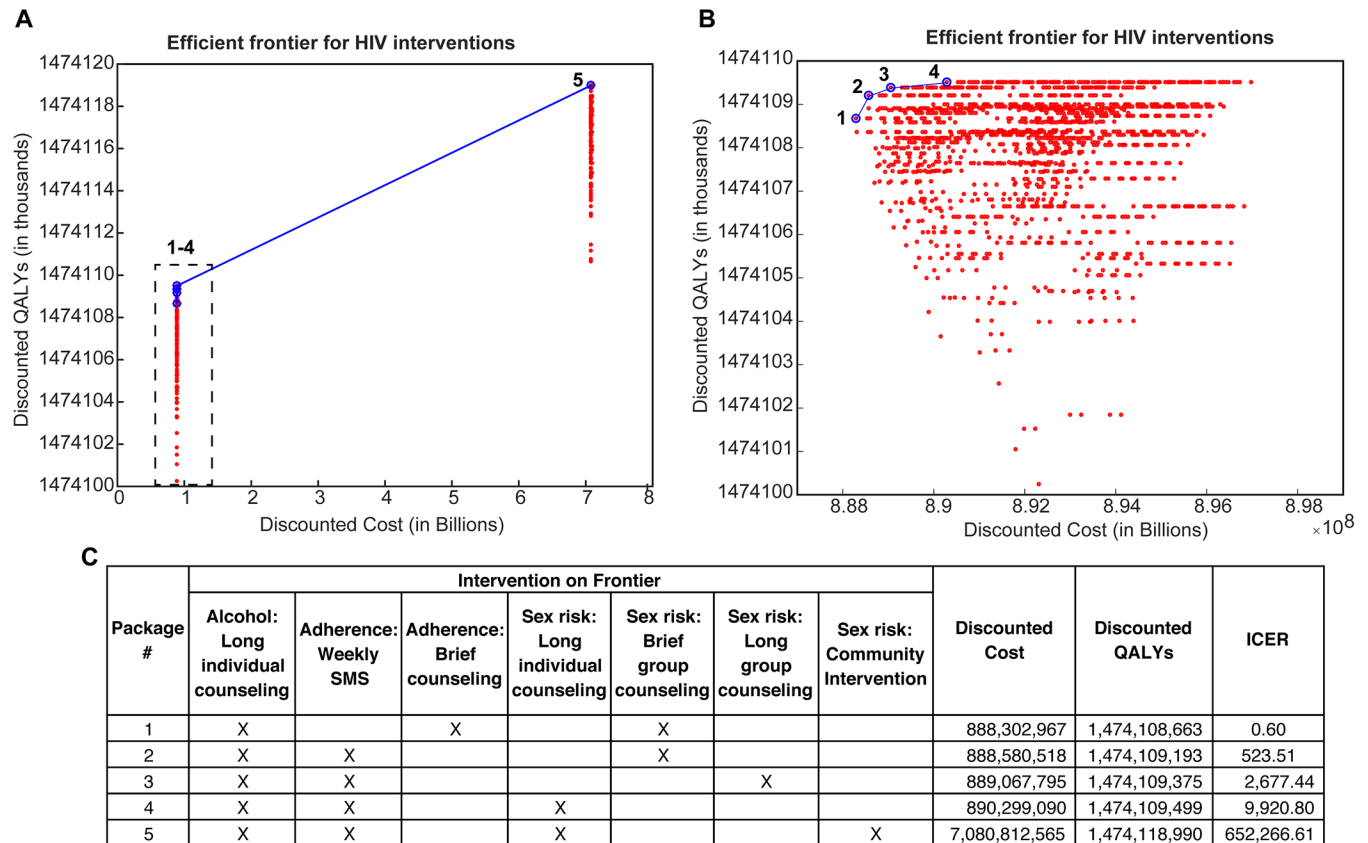 A
Efficient frontier for HIV interventions
1474120
1474118
1474116
1474114
1474112
1474110
1474108
1474106
1474104
1474102
1474100
Discounted QALYs (in thousands)
5
1-4
0 1 2 3 4 5 6 7 8
Discounted Cost (in Billions)
B
Efficient frontier for HIV interventions
1474110
1474109
1474108
1474107
1474106
1474105
1474104
1474103
1474102
1474101
1474100
Discounted QALYs (in thousands)
1 2 3 4
8.88 8.9 8.92 8.94 8.96 8.98
Discounted Cost (in Billions) ×10^8
C
Intervention on Frontier
Package
#
Alcohol:
Long
individual
counseling
Adherence:
Weekly
SMS
Adherence:
Brief
counseling
Sex risk:
Long
individual
counseling
Sex risk:
Brief
group
counseling
Sex risk:
Long
group
counseling
Sex risk:
Community
Intervention
Discounted
Cost
Discounted
QALYs
ICER
1 X X X 888,302,967 1,474,108,663 0.60
2 X X X 888,580,518 1,474,109,193 523.51
3 X X X 889,067,795 1,474,109,375 2,677.44
4 X X X 890,299,090 1,474,109,499 9,920.80
5 X X X X 7,080,812,565 1,474,118,990 652,266.61